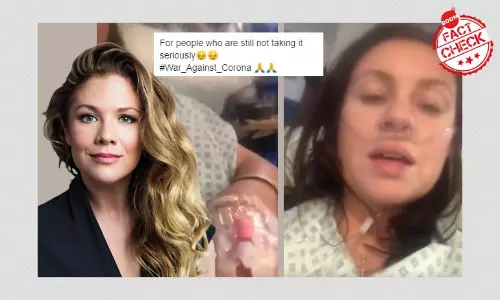 For people who are still not taking it
seriously😔😔
#War_Against_Corona 🙏🙏
BOOM
FACT
CHECK